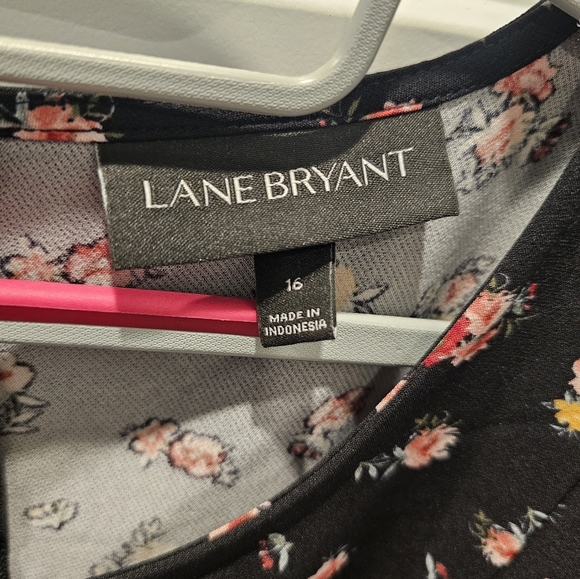 LANE BRYANT
16
MADE IN
INDONESIA